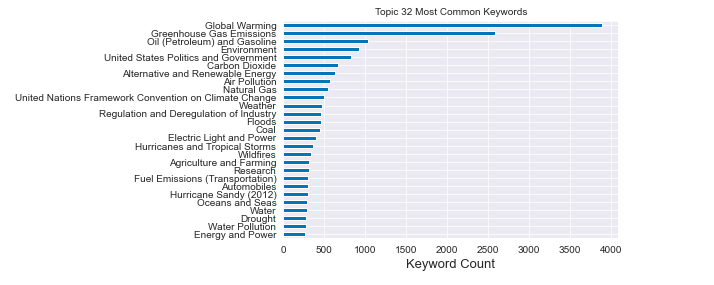 Topic 32 Most Common Keywords
Global Warming
Greenhouse Gas Emissions
Oil (Petroleum) and Gasoline
Environment
United States Politics and Government
Carbon Dioxide
Alternative and Renewable Energy
Air Pollution
Natural Gas
United Nations Framework Convention on Climate Change
Weather
Regulation and Deregulation of Industry
Floods
Coal
Electric Light and Power
Hurricanes and Tropical Storms
Wildfires
Agriculture and Farming
Research
Fuel Emissions (Transportation)
Automobiles
Hurricane Sandy (2012)
Oceans and Seas
Water
Drought
Water Pollution
Energy and Power
0 500 1000 1500 2000 2500 3000 3500 4000
Keyword Count